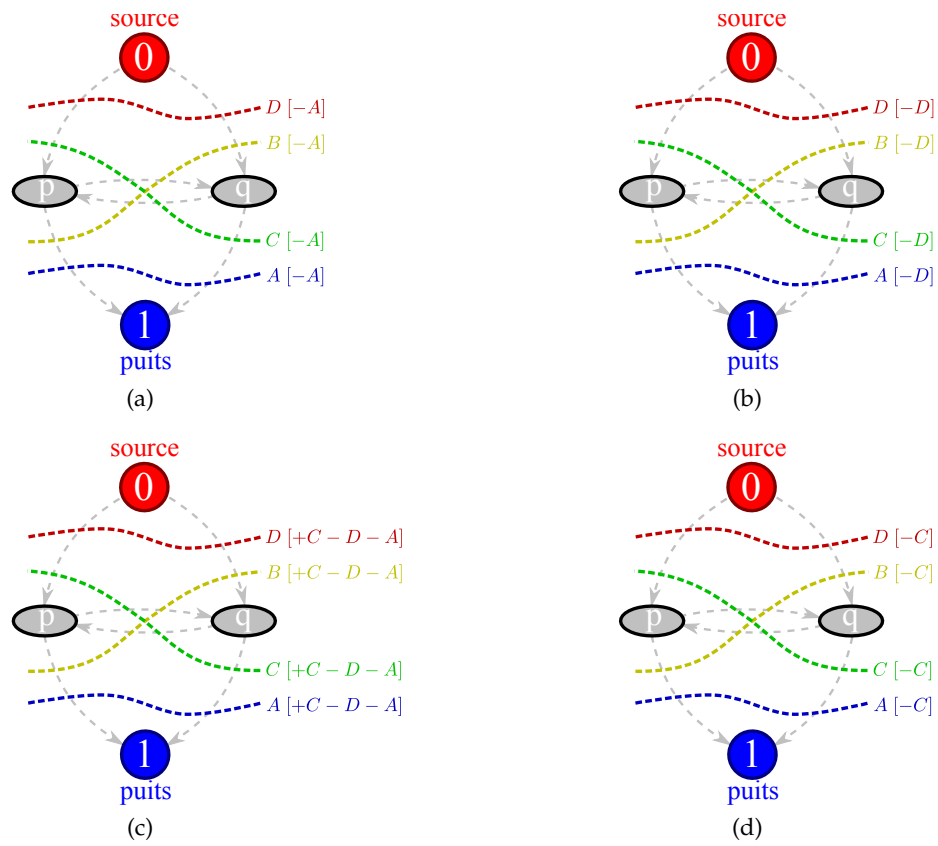 source
0
D [−A]
B [−A]
p
q
C [−A]
A [−A]
1
puits
(a)
source
0
D [−D]
B [−D]
p
q
C [−D]
A [−D]
1
puits
(b)
source
0
D [+C − D − A]
B [+C − D − A]
p
q
C [+C − D − A]
A [+C − D − A]
1
puits
(c)
source
0
D [−C]
B [−C]
p
q
C [−C]
A [−C]
1
puits
(d)